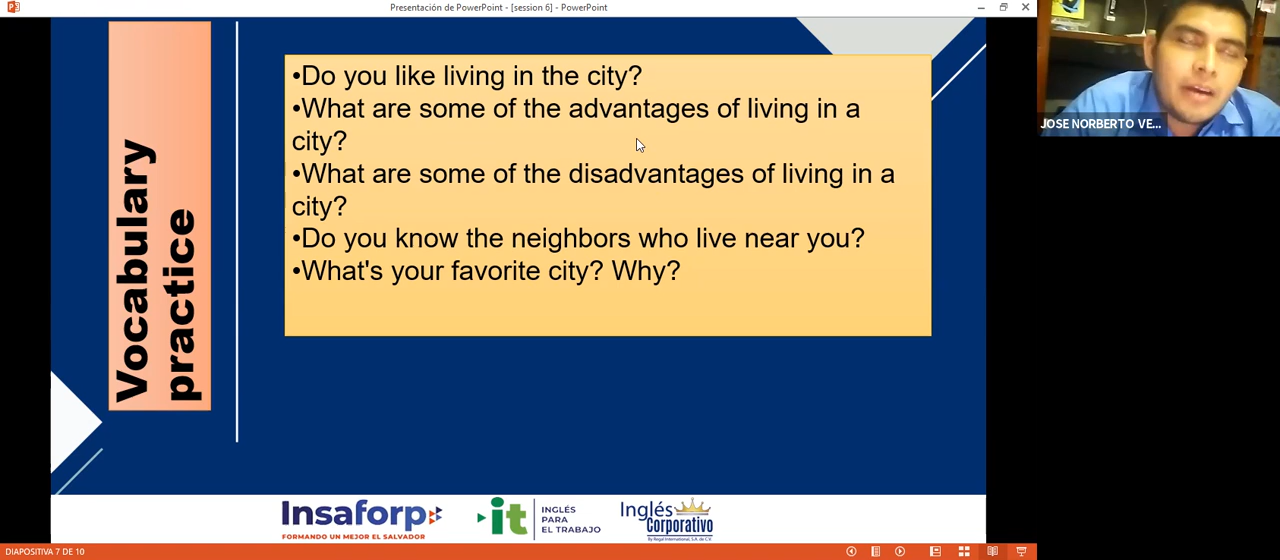 Presentación de PowerPoint - [session 6] - PowerPoint
JOSE NORBERTO VE...
Vocabulary
practice
•Do you like living in the city?
•What are some of the advantages of living in a
city?
•What are some of the disadvantages of living in a
city?
•Do you know the neighbors who live near you?
•What's your favorite city? Why?
Insaforp
FORMANDO UN MEJOR EL SALVADOR
it
INGLÉS
PARA
EL TRABAJO
Inglés
Corporativo
By Regal International, S.A. de C.V.
DIAPOSITIVA 7 DE 10